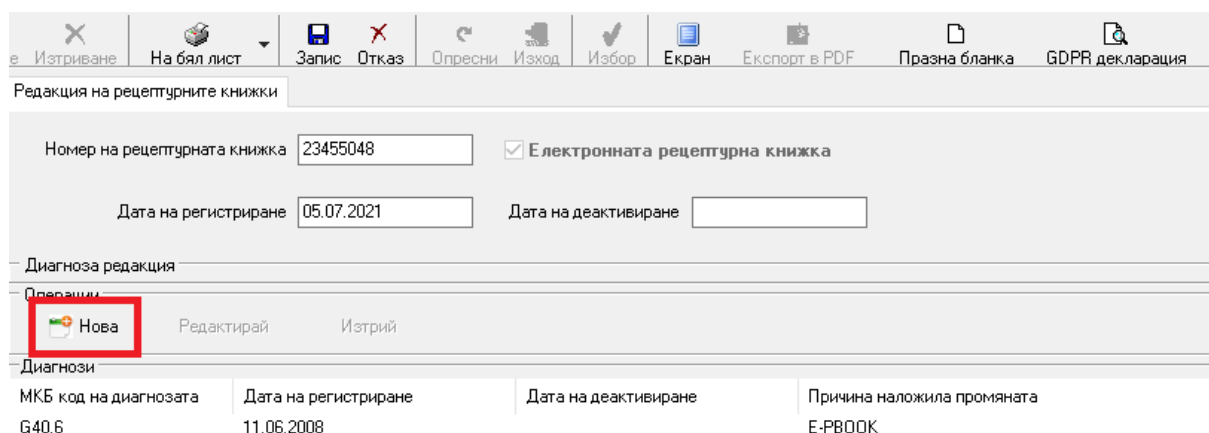 е Изтриване На бял лист Запис Отказ Опресни Изход Избор Екран Експорт в PDF Празна бланка GDPR декларация
Редакция на рецептурните книжки
Номер на рецептурната книжка 23455048 Електронната рецептурна книжка
Дата на регистриране 05.07.2021 Дата на деактивиране
Диагноза редакция
Операции
Нова Редактирай Изтрий
Диагнози
МКБ код на диагнозата Дата на регистриране Дата на деактивиране Причина наложила промяната
G40.6 11.06.2008 E-PBOOK